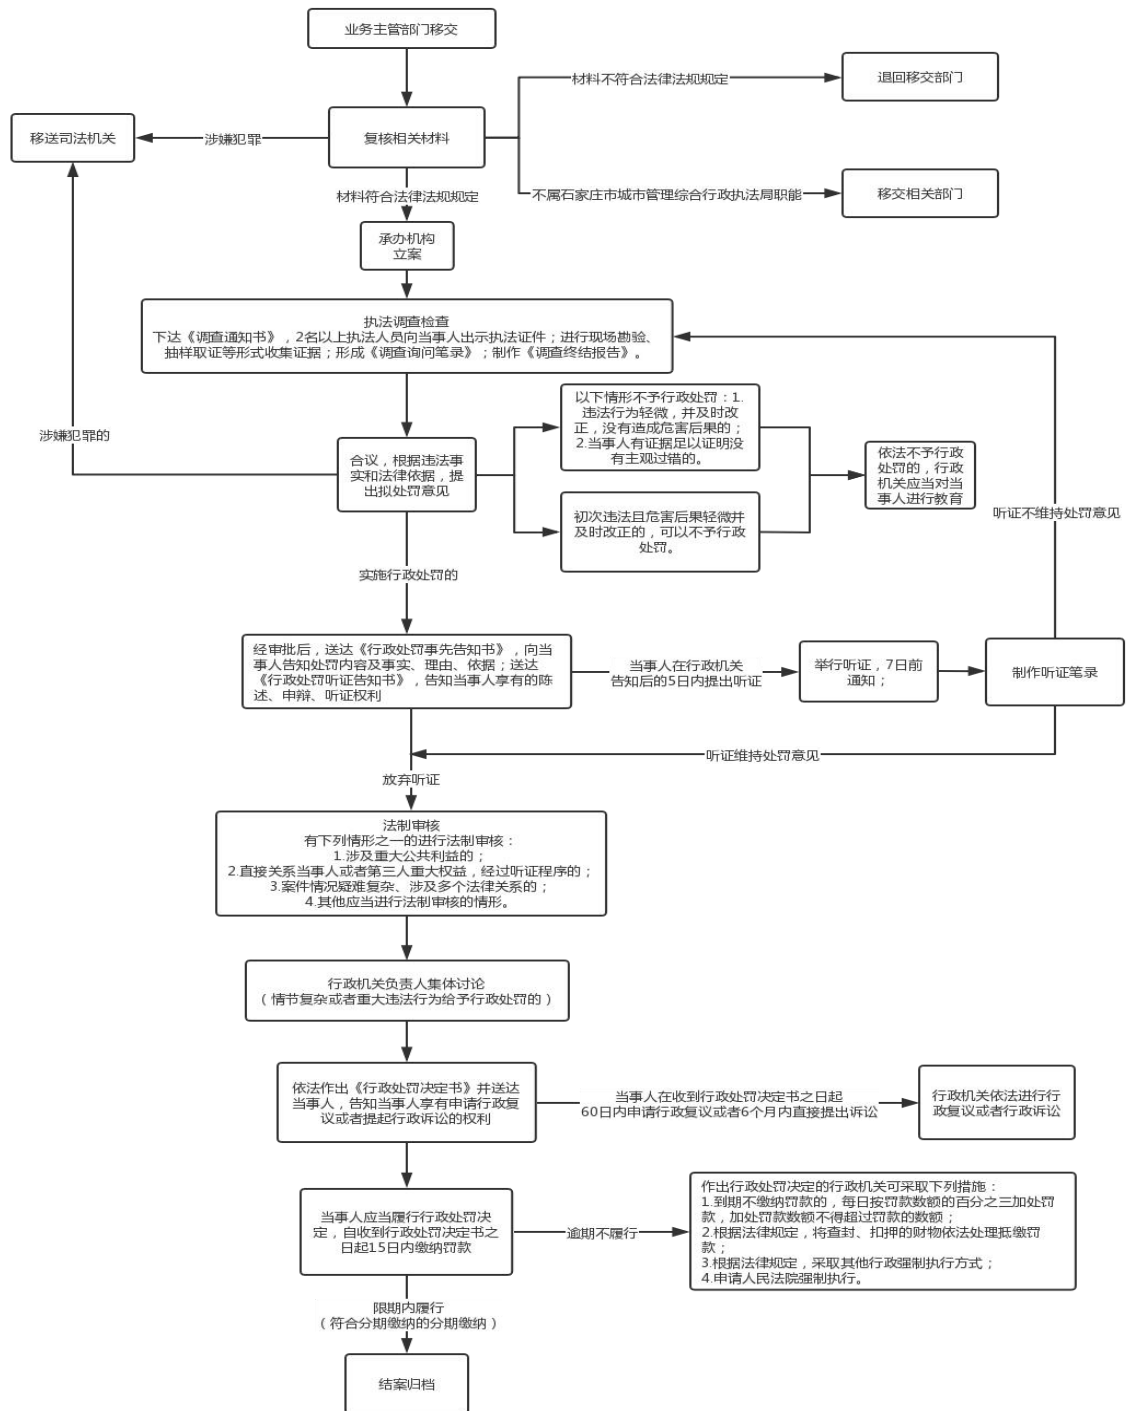 业务主管部门移交
材料不符合法律法规规定
退回移交部门
移送司法机关
涉嫌犯罪
复核相关材料
材料符合法律法规规定
不属石家庄市城市管理综合行政执法局职能
移交相关部门
承办机构
立案
执法调查检查
下达《调查通知书》，2名以上执法人员向当事人出示执法证件；进行现场勘验、
抽样取证等形式收集证据；形成《调查询问笔录》；制作《调查终结报告》。
涉嫌犯罪的
合议，根据违法事
实和法律依据，提
出拟处罚意见
以下情形不予行政处罚：1.
违法行为轻微，并及时改
正，没有造成危害后果的；
2.当事人有证据足以证明没
有主观过错的。
初次违法且危害后果轻微并
及时改正的，可以不予行政
处罚。
依法不予行政
处罚的，行政
机关应当对当
事人进行教育
听证不维持处罚意见
实施行政处罚的
经审批后，送达《行政处罚事先告知书》，向当
事人告知处罚内容及事实、理由、依据；送达
《行政处罚听证告知书》，告知当事人享有的陈
述、申辩、听证权利
当事人在行政机关
告知后的5日内提出听证
举行听证，7日前
通知；
制作听证笔录
听证维持处罚意见
放弃听证
法制审核
有下列情形之一的进行法制审核：
1.涉及重大公共利益的；
2.直接关系当事人或者第三人重大权益，经过听证程序的；
3.案件情况疑难复杂、涉及多个法律关系的；
4.其他应当进行法制审核的情形。
行政机关负责人集体讨论
（情节复杂或者重大违法行为给予行政处罚的）
依法作出《行政处罚决定书》并送达
当事人，告知当事人享有申请行政复
议或者提起行政诉讼的权利
当事人在收到行政处罚决定书之日起
60日内申请行政复议或者6个月内直接提出诉讼
行政机关依法进行行
政复议或者行政诉讼
当事人应当履行行政处罚决
定，自收到行政处罚决定书之
日起15日内缴纳罚款
逾期不履行
作出行政处罚决定的行政机关可采取下列措施：
1.到期不缴纳罚款的，每日按罚款数额的百分之三加处罚
款，加处罚款数额不得超过罚款的数额；
2.根据法律规定，将查封、扣押的财物依法处理抵缴罚
款；
3.根据法律规定，采取其他行政强制执行方式；
4.申请人民法院强制执行。
限期内履行
（符合分期缴纳的分期缴纳）
结案归档